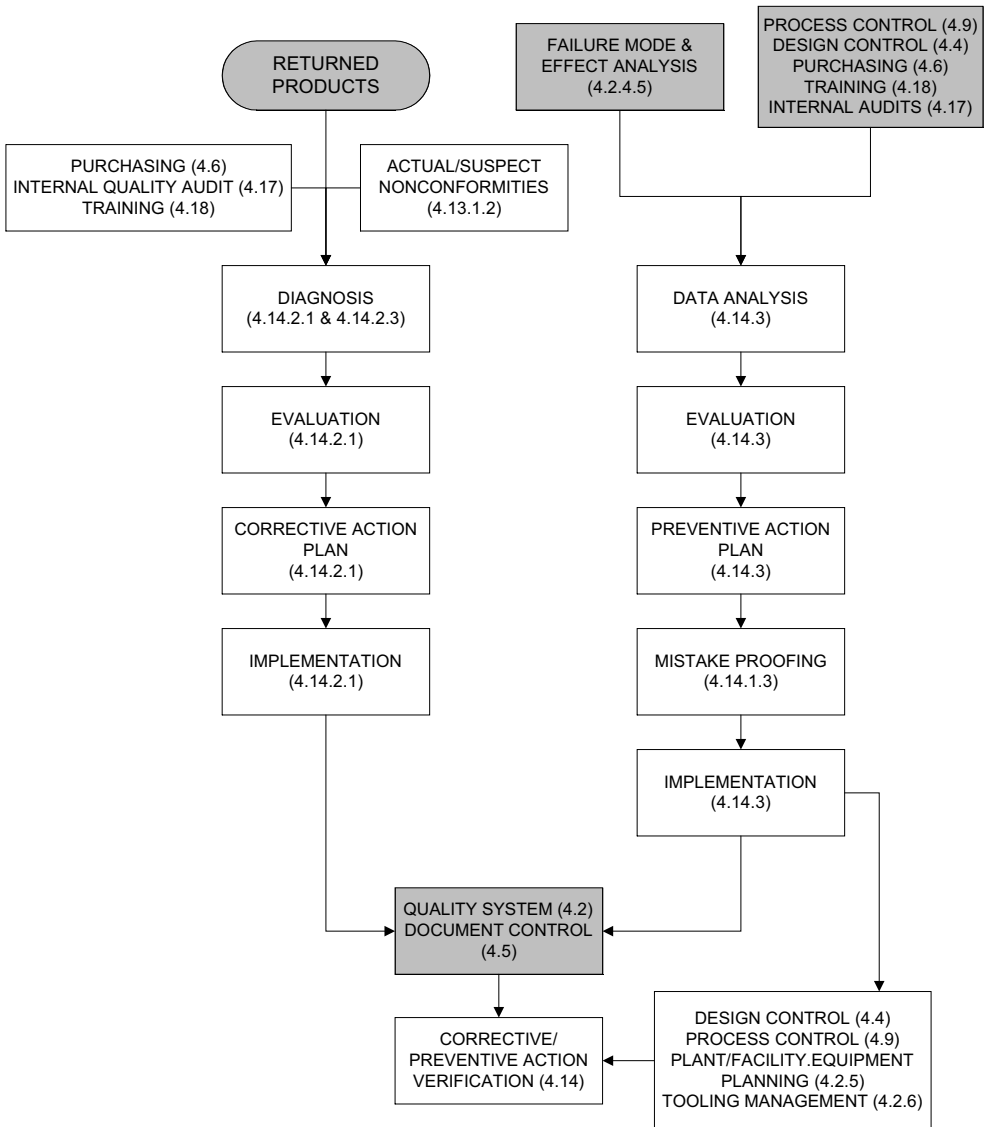 RETURNED
PRODUCTS
FAILURE MODE &
EFFECT ANALYSIS
(4.2.4.5)
PROCESS CONTROL (4.9)
DESIGN CONTROL (4.4)
PURCHASING (4.6)
TRAINING (4.18)
INTERNAL AUDITS (4.17)
PURCHASING (4.6)
INTERNAL QUALITY AUDIT (4.17)
TRAINING (4.18)
ACTUAL/SUSPECT
NONCONFORMITIES
(4.13.1.2)
DIAGNOSIS
(4.14.2.1 & 4.14.2.3)
EVALUATION
(4.14.2.1)
CORRECTIVE ACTION
PLAN
(4.14.2.1)
IMPLEMENTATION
(4.14.2.1)
DATA ANALYSIS
(4.14.3)
EVALUATION
(4.14.3)
PREVENTIVE ACTION
PLAN
(4.14.3)
MISTAKE PROOFING
(4.14.1.3)
IMPLEMENTATION
(4.14.3)
QUALITY SYSTEM (4.2)
DOCUMENT CONTROL
(4.5)
CORRECTIVE/
PREVENTIVE ACTION
VERIFICATION (4.14)
DESIGN CONTROL (4.4)
PROCESS CONTROL (4.9)
PLANT/FACILITY.EQUIPMENT
PLANNING (4.2.5)
TOOLING MANAGEMENT (4.2.6)